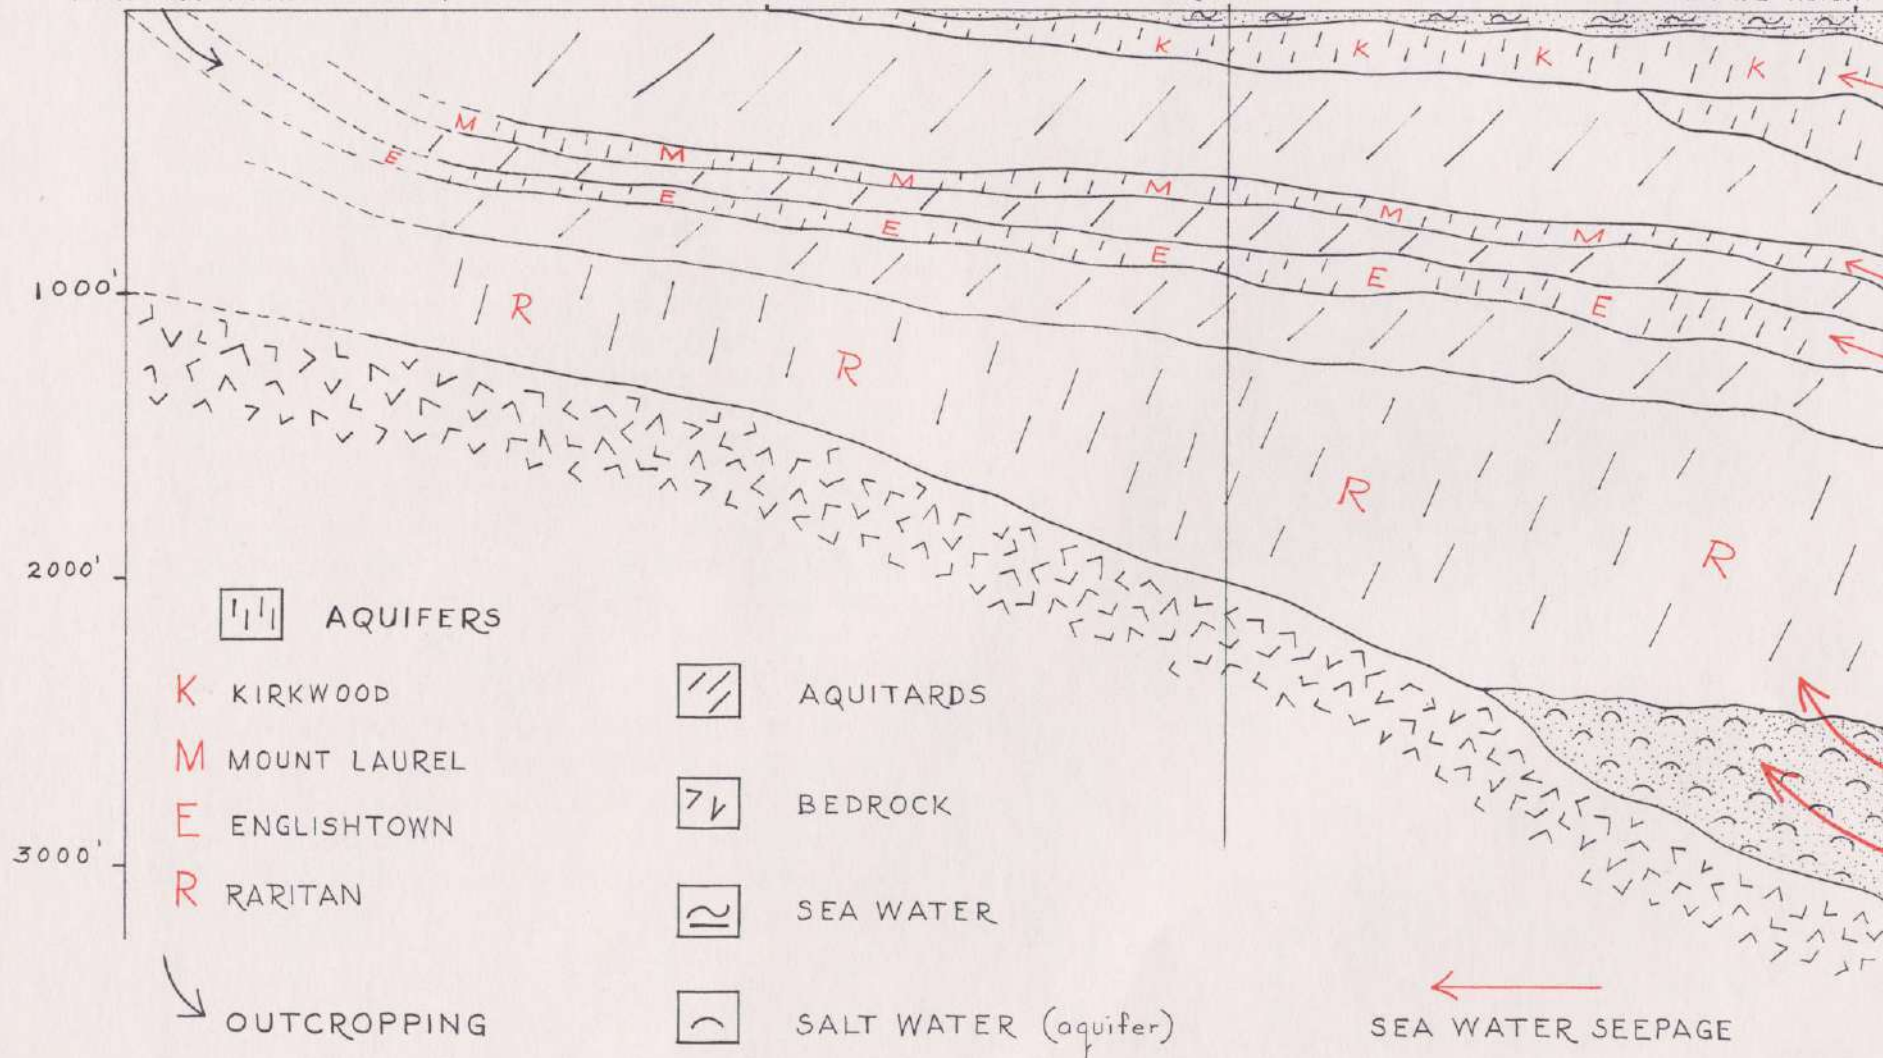 K K K K
M M M M M M
E E E E E E
1000'
R R R R
2000'
3000'
AQUIFERS
K KIRKWOOD
M MOUNT LAUREL
E ENGLISHTOWN
R RARITAN
OUTCROPPING
AQUITARDS
BEDROCK
SEA WATER
SALT WATER (aquifer)
SEA WATER SEEPAGE